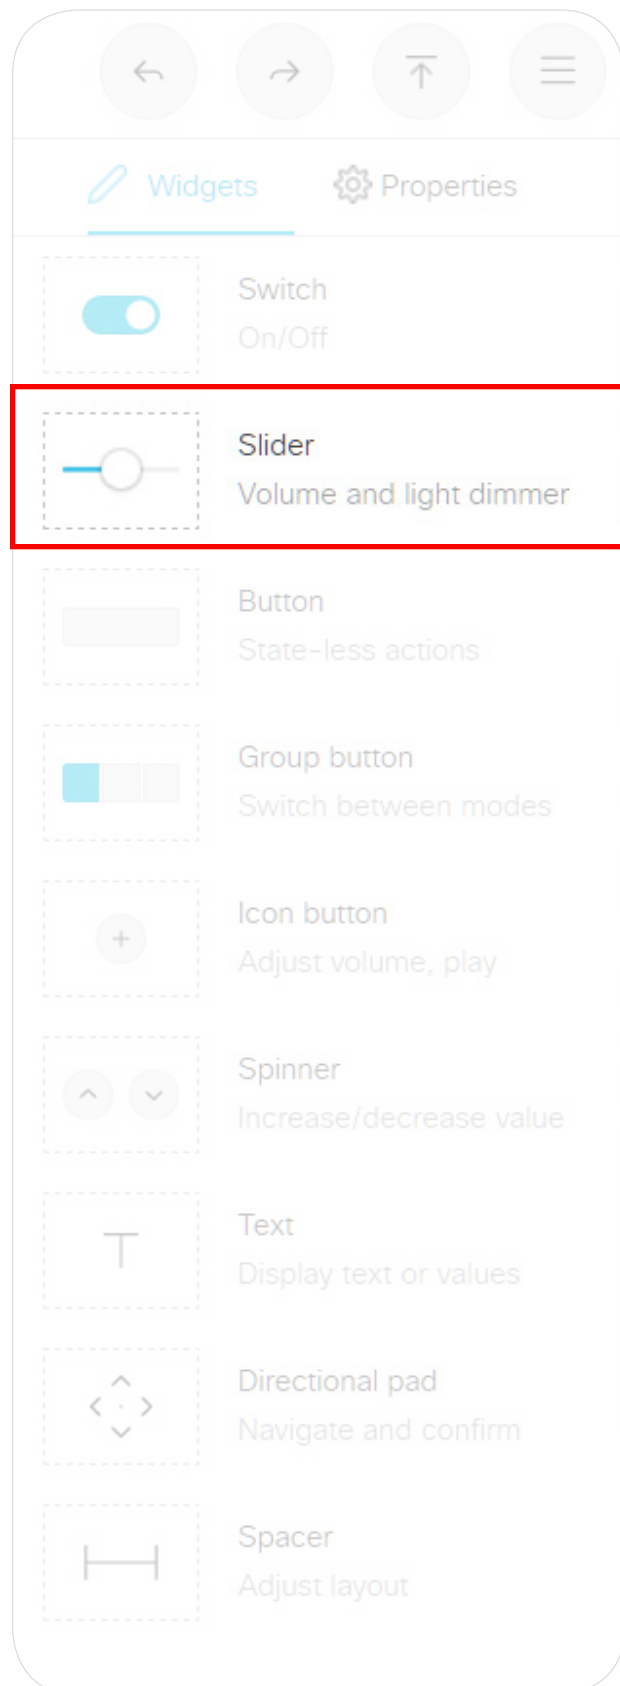 Widgets Properties
Switch
On/Off
Slider
Volume and light dimmer
Button
State-less actions
Group button
Switch between modes
Icon button
Adjust volume, play
Spinner
Increase/decrease value
Text
Display text or values
Directional pad
Navigate and confirm
Spacer
Adjust layout